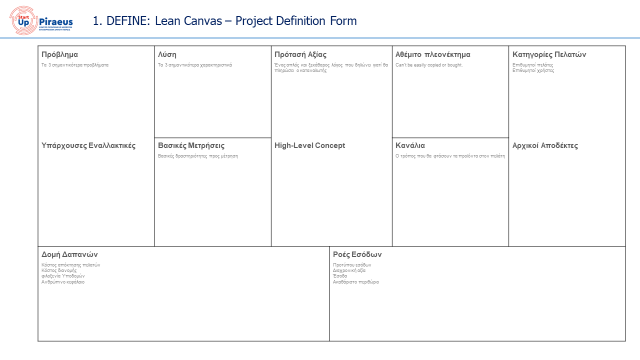 Start
Up Piraeus
1. DEFINE: Lean Canvas – Project Definition Form
Πρόβλημα
Τα 3 σημαντικότερα προβλήματα
Λύση
Τα 3 σημαντικότερα χαρακτηριστικά
Πρότασή Αξίας
Ένας απλός και ξεκάθαρος λόγος που δηλώνει γιατί θα
πληρώσει ο καταναλωτής
Αθέμιτο πλεονέκτημα
Can't be easily copied or bought
Κατηγορίες Πελατών
Επιθυμητοί πελάτες
Επιθυμητοί χρήστες
Υπάρχουσες Εναλλακτικές
Βασικές Μετρήσεις
Βασικές δραστηριότητες προς μέτρηση
High-Level Concept
Κανάλια
Ο τρόπος που θα φτάσουν τα προϊόντα στον πελάτη
Αρχικοί Αποδέκτες
Δομή Δαπανών
Κόστος απόκτησης πελατών
Κόστος διανομής
φιλοξενία Υποδομών
Ανθρώπινο κεφάλαιο
Ροές Εσόδων
Προτύπου εσόδων
Διαχρονική αξία
Έσοδα
Ακαθάριστο περιθώριο